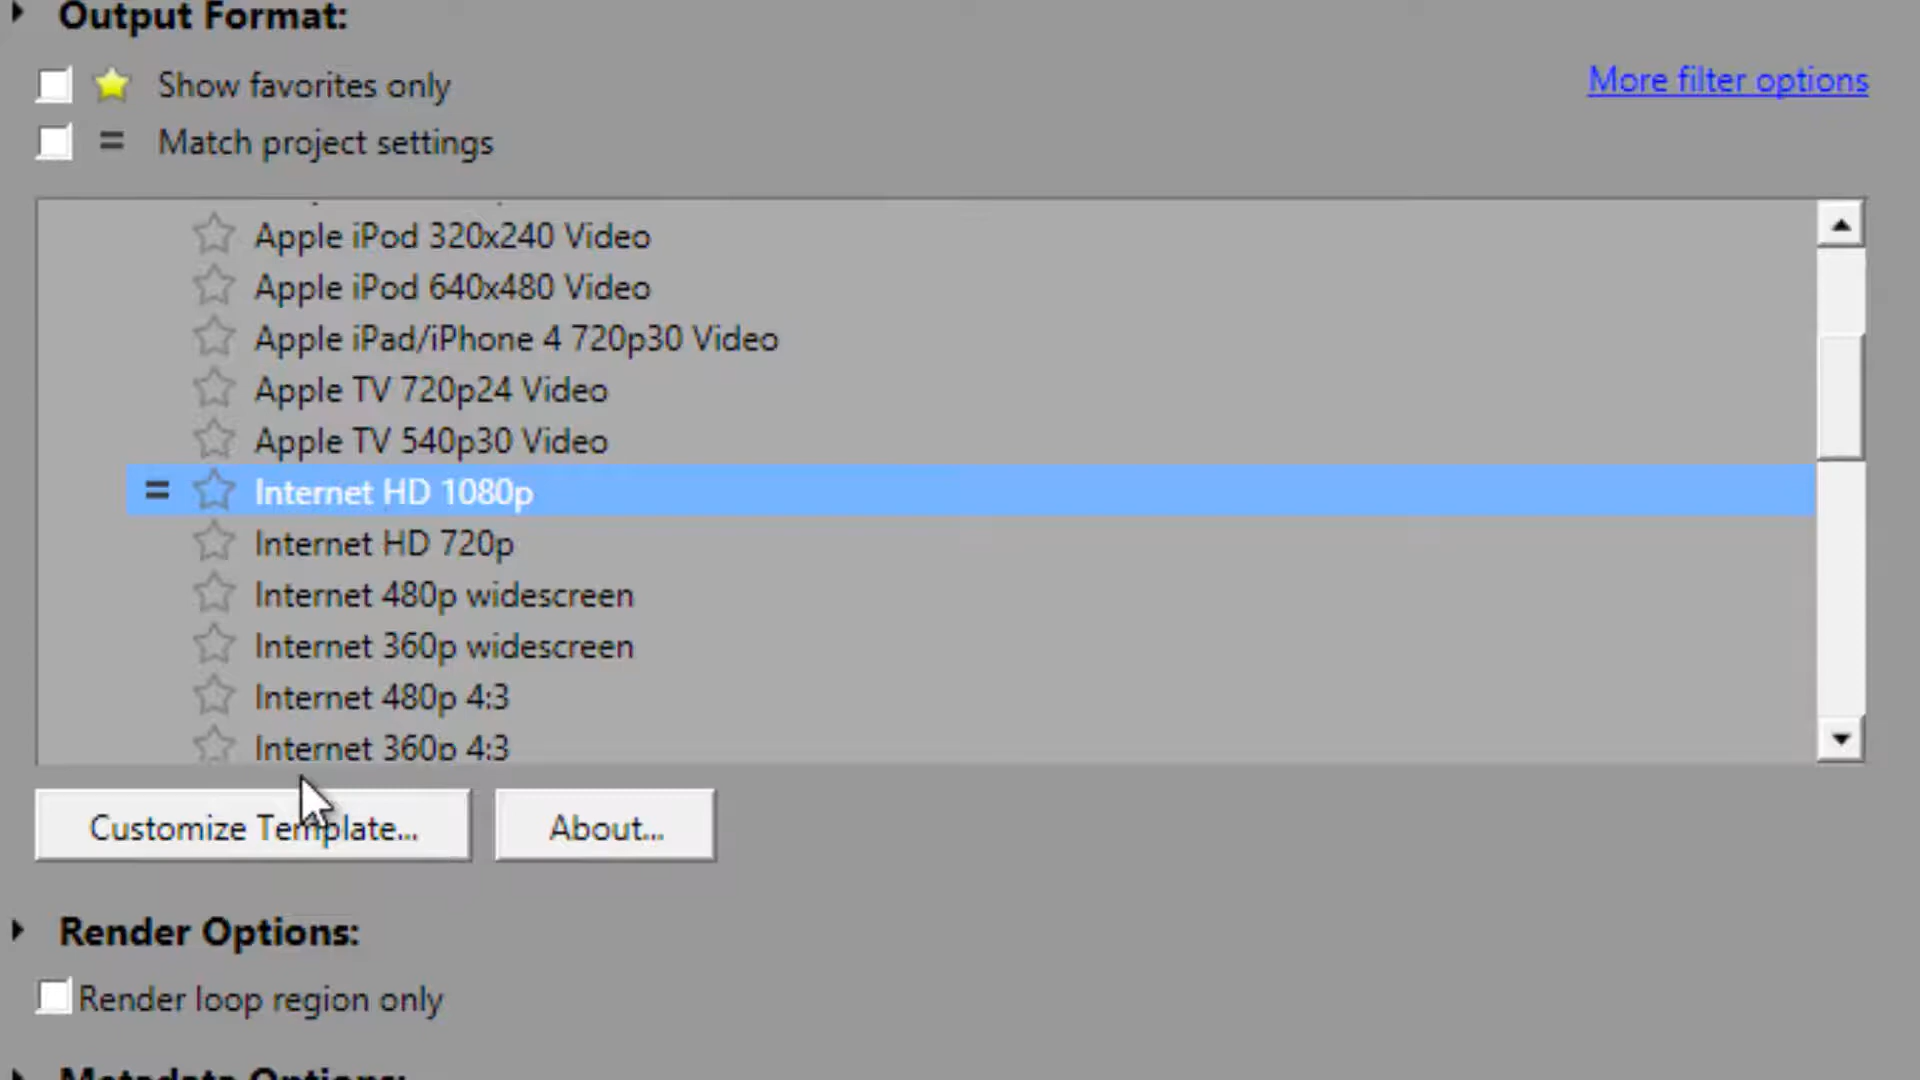 Output Format:
Show favorites only
More filter options
= Match project settings
Apple iPod 320x240 Video
Apple iPod 640x480 Video
Apple iPad/iPhone 4 720p30 Video
Apple TV 720p24 Video
Apple TV 540p30 Video
= Internet HD 1080p
Internet HD 720p
Internet 480p widescreen
Internet 360p widescreen
Internet 480p 4:3
Internet 360p 4:3
Customize Template...
About...
Render Options:
Render loop region only
Metadata Options: